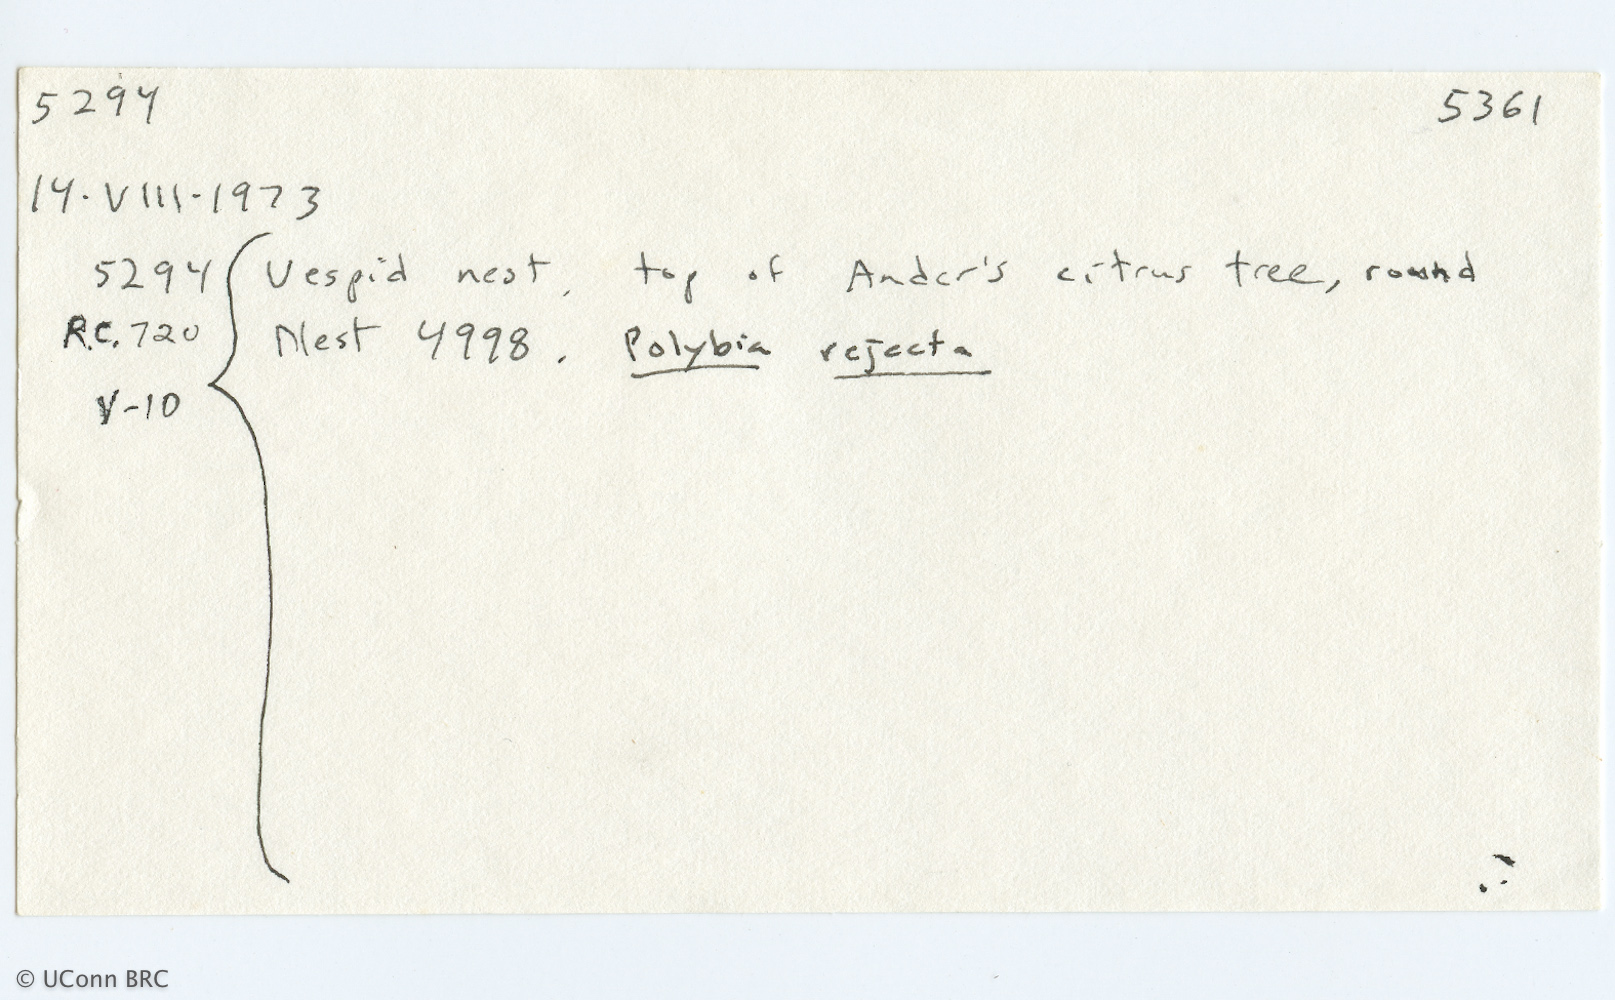 5294 5361
14·VIII·1973
5294 Vespid nest, top of Ander's citrus tree, round
R.C. 720 Nest 4998. Polybia rejecta
V-10
© UConn BRC